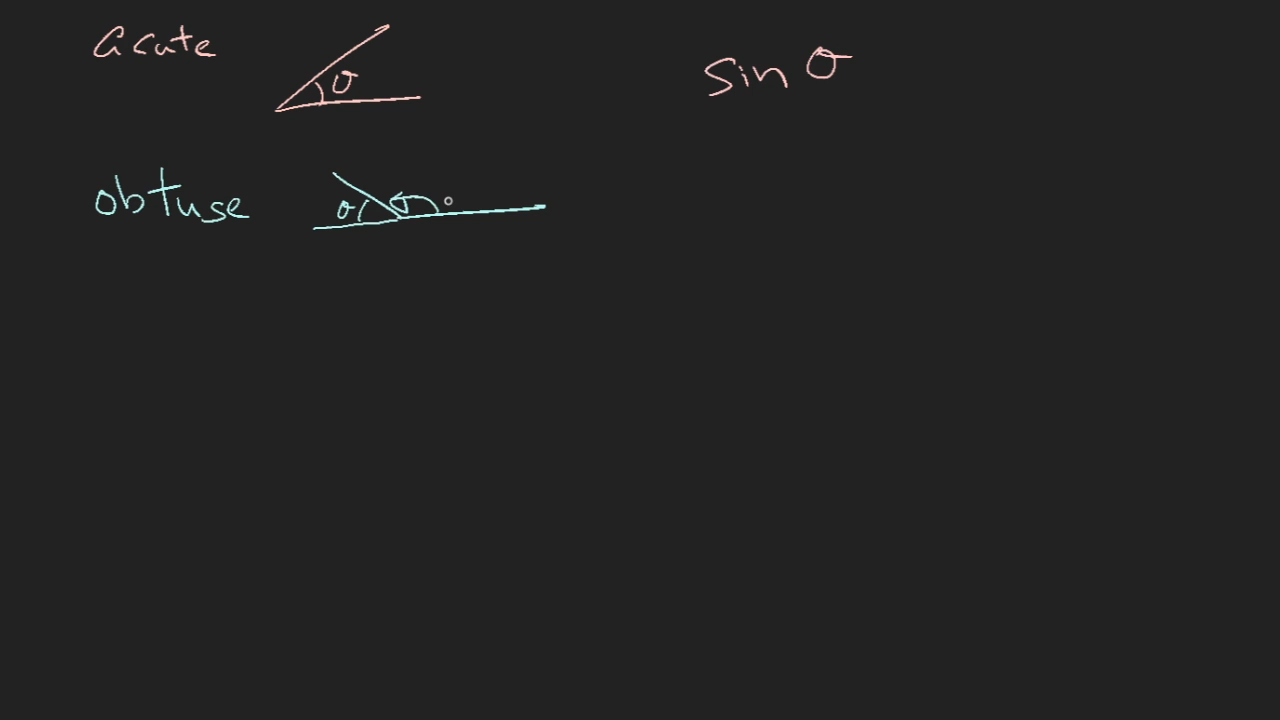 acute θ sin θ
obtuse θ